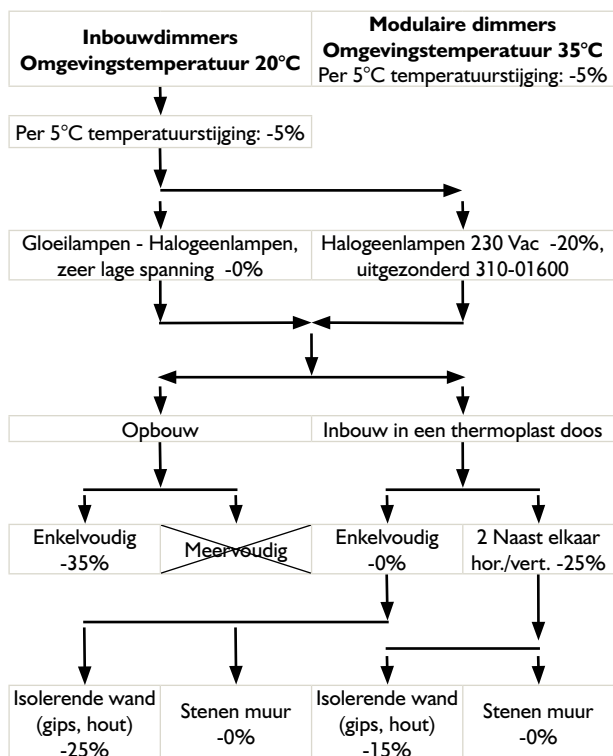 Inbouwdimmers
Omgevingstemperatuur 20°C
Modulaire dimmers
Omgevingstemperatuur 35°C
Per 5°C temperatuurstijging: -5%
Per 5°C temperatuurstijging: -5%
Gloeilampen - Halogeenlampen,
zeer lage spanning -0%
Halogeenlampen 230 Vac -20%,
uitgezonderd 310-01600
Opbouw
Inbouw in een thermoplast doos
Enkelvoudig
-35%
Meervoudig
Enkelvoudig
-0%
2 Naast elkaar
hor./vert. -25%
Isolerende wand
(gips, hout)
-25%
Stenen muur
-0%
Isolerende wand
(gips, hout)
-15%
Stenen muur
-0%